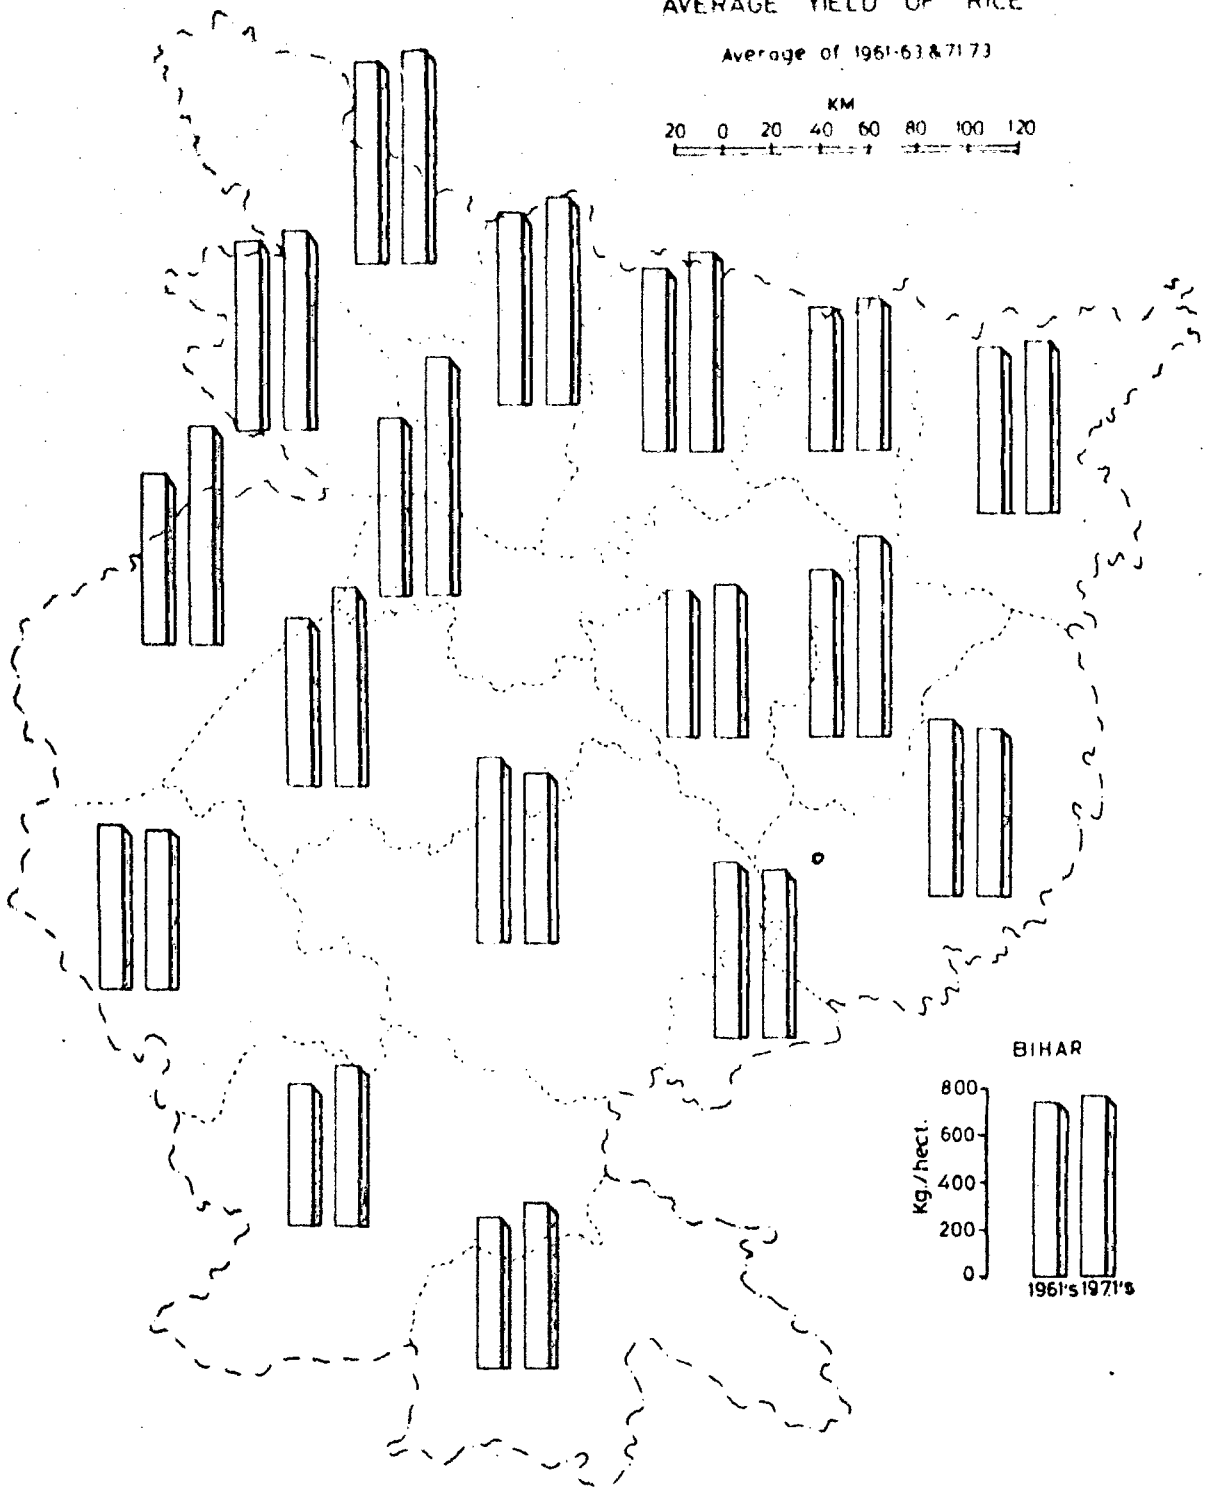 AVERAGE YIELD OF RICE
Average of 1961-63 & 71 73
KM
20 0 20 40 60 80 100 120
BIHAR
Kg./hect.
800
600
400
200
0
1961's 1971's